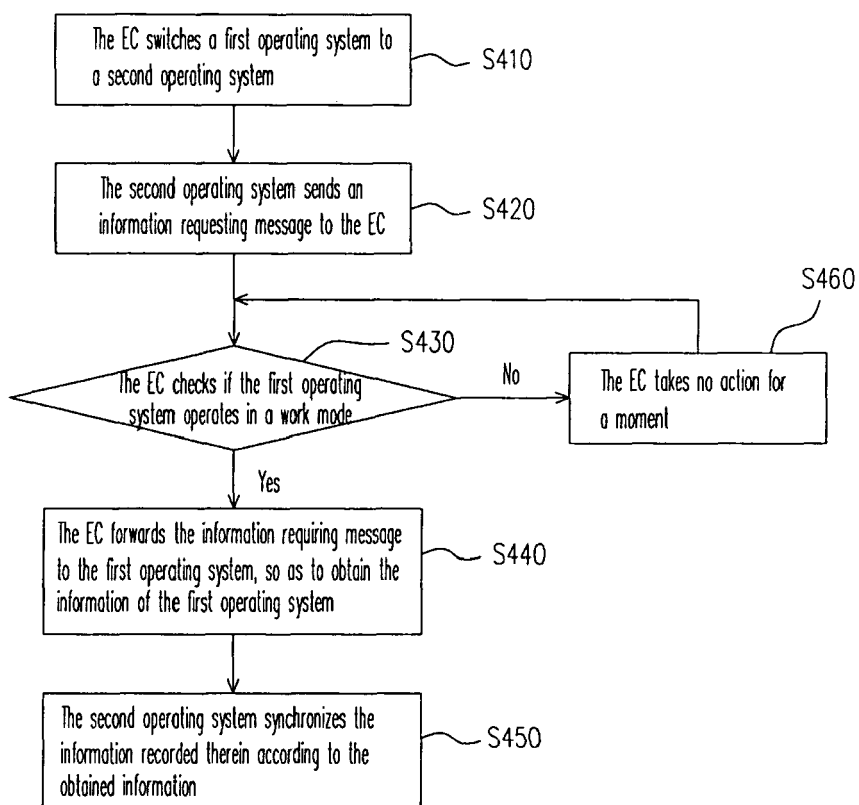 The EC switches a first operating system to
a second operating system
S410
The second operating system sends an
information requesting message to the EC
S420
S460
S430
The EC checks if the first operating
system operates in a work mode
No
The EC takes no action for
a moment
Yes
The EC forwards the information requiring message
to the first operating system, so as to obtain the
information of the first operating system
S440
The second operating system synchronizes the
information recorded therein according to the
obtained information
S450